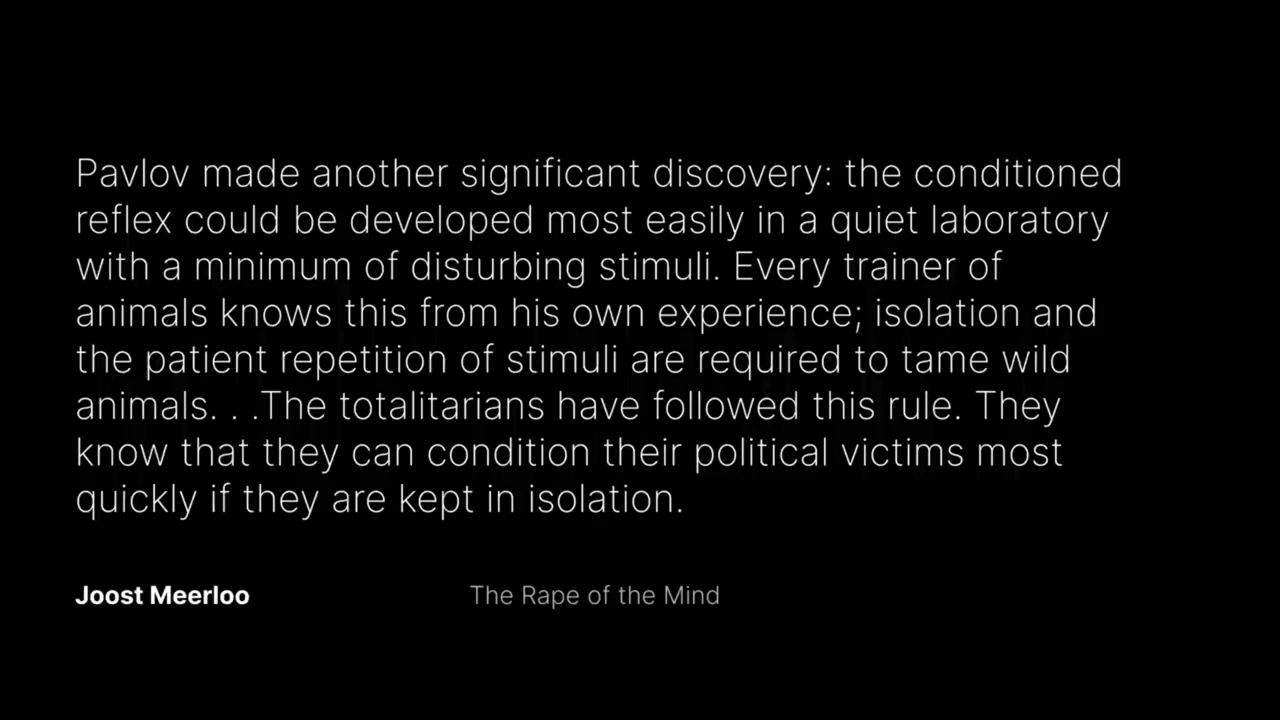 Pavlov made another significant discovery: the conditioned
reflex could be developed most easily in a quiet laboratory
with a minimum of disturbing stimuli. Every trainer of
animals knows this from his own experience; isolation and
the patient repetition of stimuli are required to tame wild
animals. . .The totalitarians have followed this rule. They
know that they can condition their political victims most
quickly if they are kept in isolation.
Joost Meerloo
The Rape of the Mind